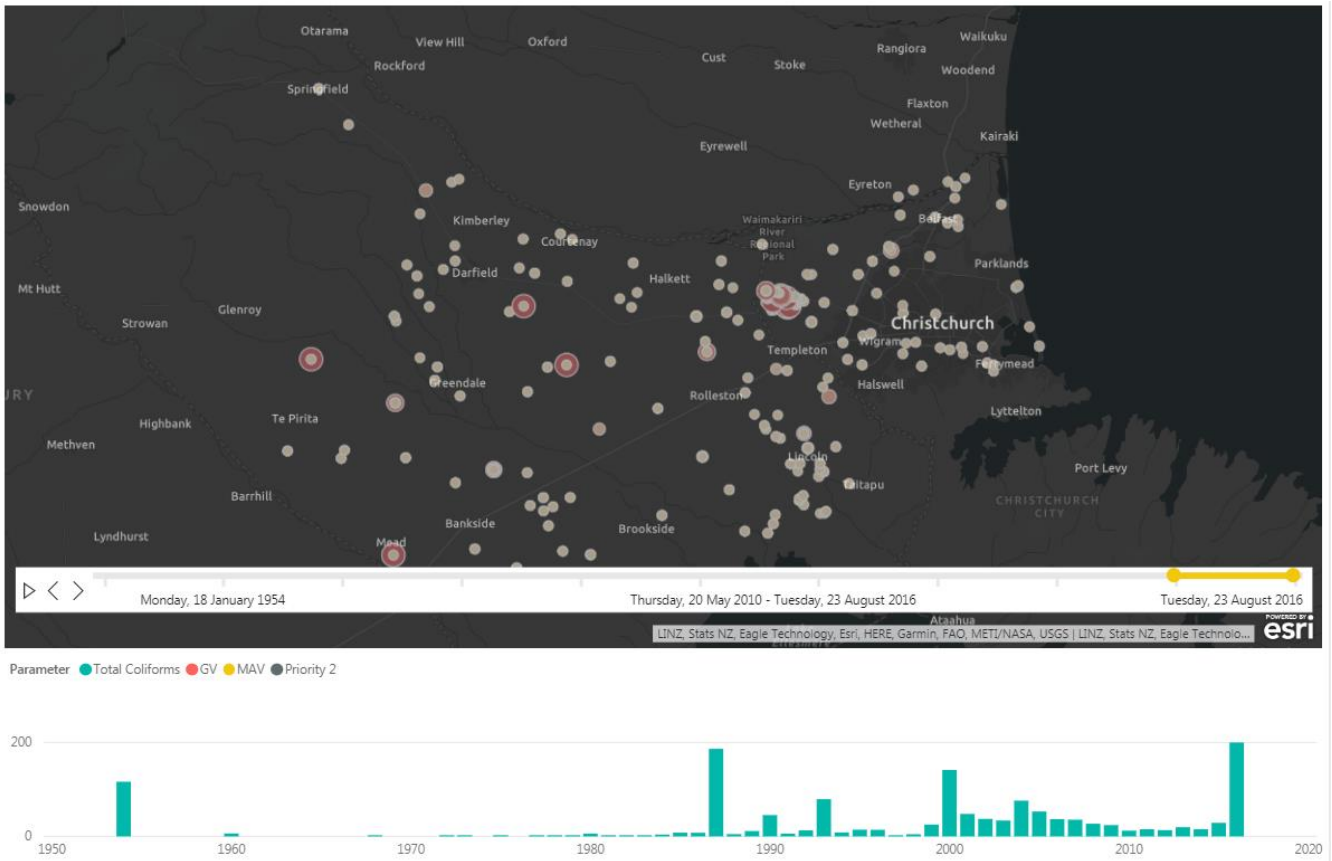 Otarama
View Hill
Oxford
Rockford
Cust
Stoke
Rangiora
Waikuku
Woodend
Springfield
Flaxton
Wetheral
Kairaki
Eyrewell
Eyreton
Snowdon
Kimberley
Waimakariri
River
Regional
Park
Belfast
Courtenay
Darfield
Halkett
Parklands
Mt Hutt
Glenroy
Strowan
Christchurch
Wigram
Templeton
Ferrymead
Greendale
Rolleston
Halswell
URY
Te Pirita
Highbank
Lyttelton
Methven
Lincoln
Port Levy
Taitapu
Barrhill
CHRISTCHURCH
CITY
Bankside
Brookside
Lyndhurst
Mead
Monday, 18 January 1954
Thursday, 20 May 2010 - Tuesday, 23 August 2016
Tuesday, 23 August 2016
Ataahua
POWERED BY
esri
LINZ, Stats NZ, Eagle Technology, Esri, HERE, Garmin, FAO, METI/NASA, USGS | LINZ, Stats NZ, Eagle Technolo...
Parameter Total Coliforms GV MAV Priority 2
200
0
1950 1960 1970 1980 1990 2000 2010 2020